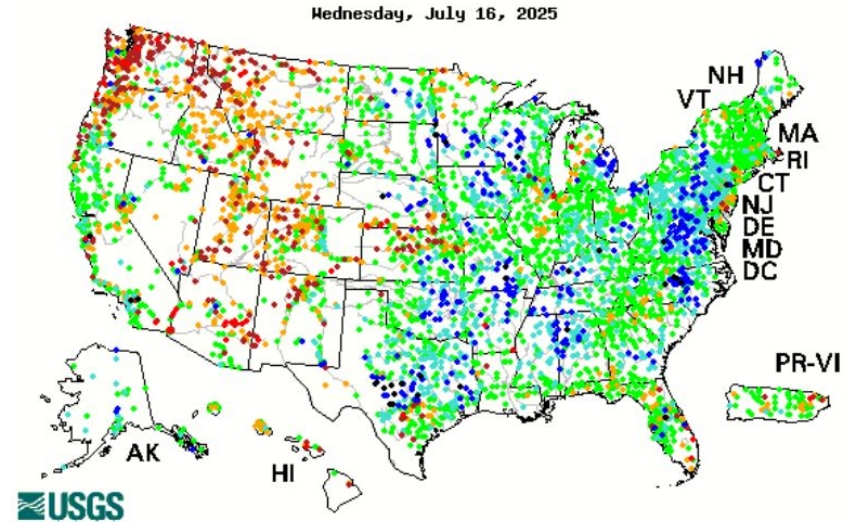 Wednesday, July 16, 2025
NH
VT
MA
RI
CT
NJ
DE
MD
DC
PR-VI
AK
HI
USGS